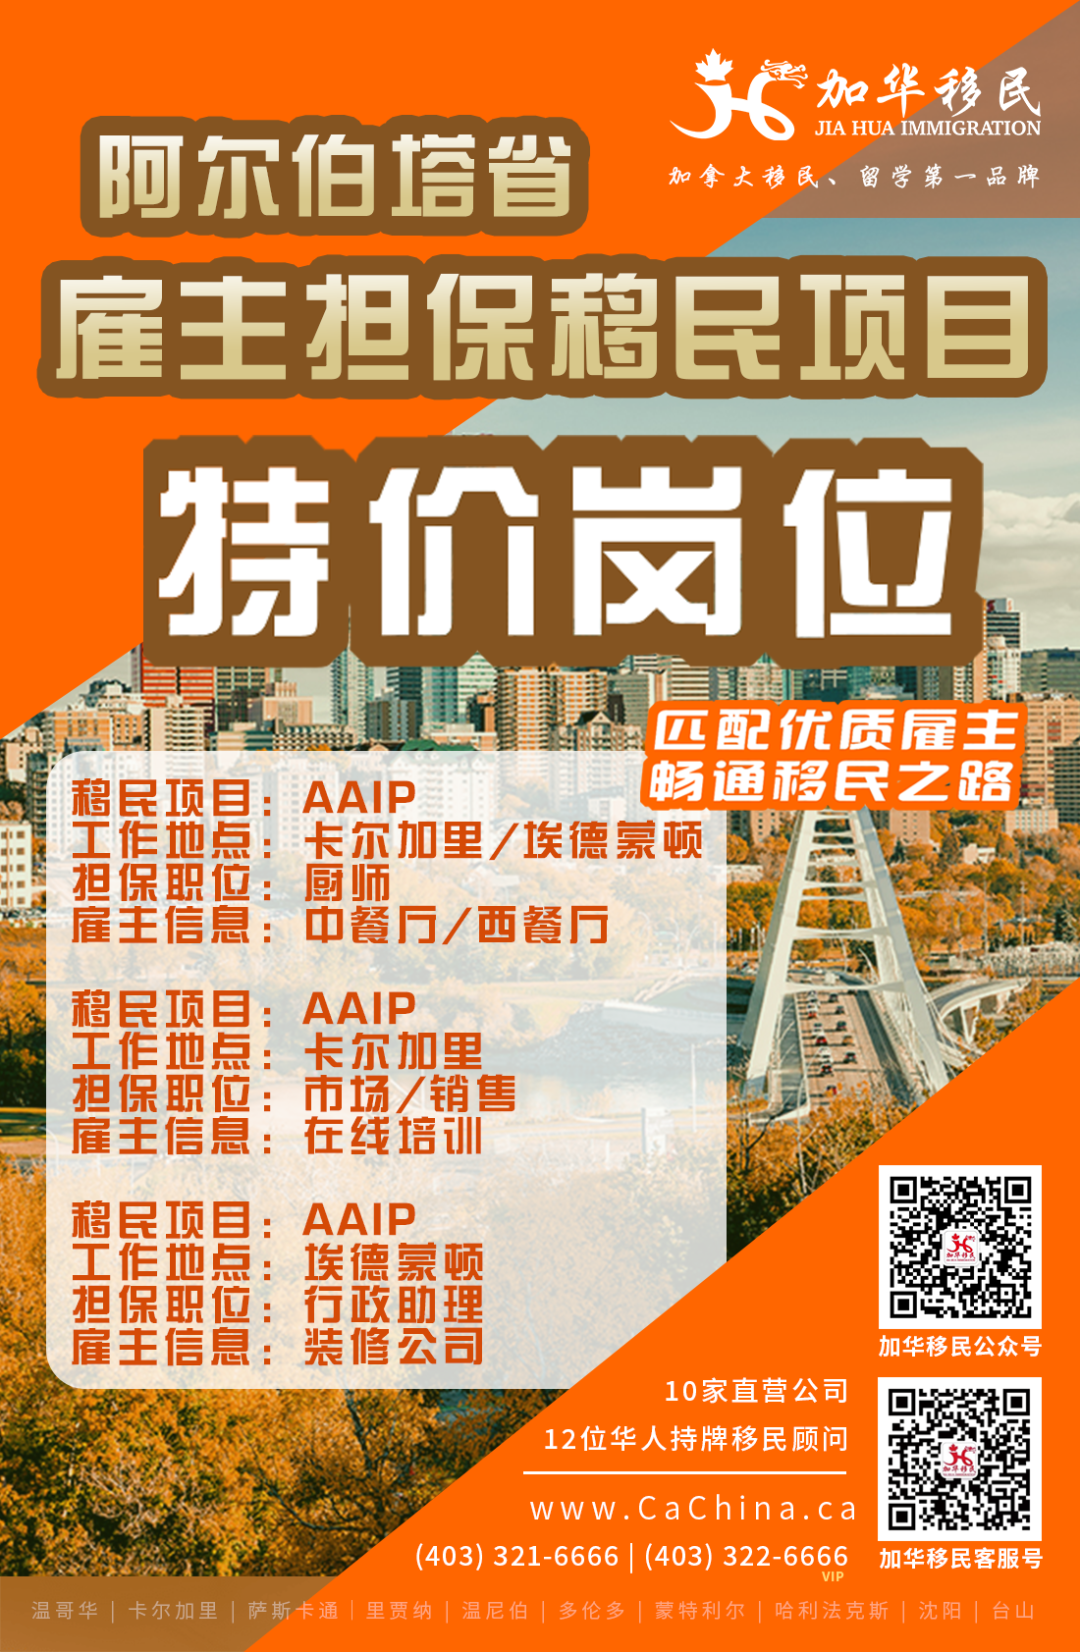 加华移民
JIA HUA IMMIGRATION
加拿大移民、留学第一品牌
阿尔伯塔省
雇主担保移民项目
特价岗位
匹配优质雇主
畅通移民之路
移民项目：AAIP
工作地点：卡尔加里/埃德蒙顿
担保职位：厨师
雇主信息：中餐厅/西餐厅
移民项目：AAIP
工作地点：卡尔加里
担保职位：市场/销售
雇主信息：在线培训
移民项目：AAIP
工作地点：埃德蒙顿
担保职位：行政助理
雇主信息：装修公司
加华移民
加华移民公众号
10家直营公司
12位华人持牌移民顾问
www.CaChina.ca
(403) 321-6666 | (403) 322-6666
VIP
加华移民
加华移民客服号
温哥华 | 卡尔加里 | 萨斯卡通 | 里贾纳 | 温尼伯 | 多伦多 | 蒙特利尔 | 哈利法克斯 | 沈阳 | 台山